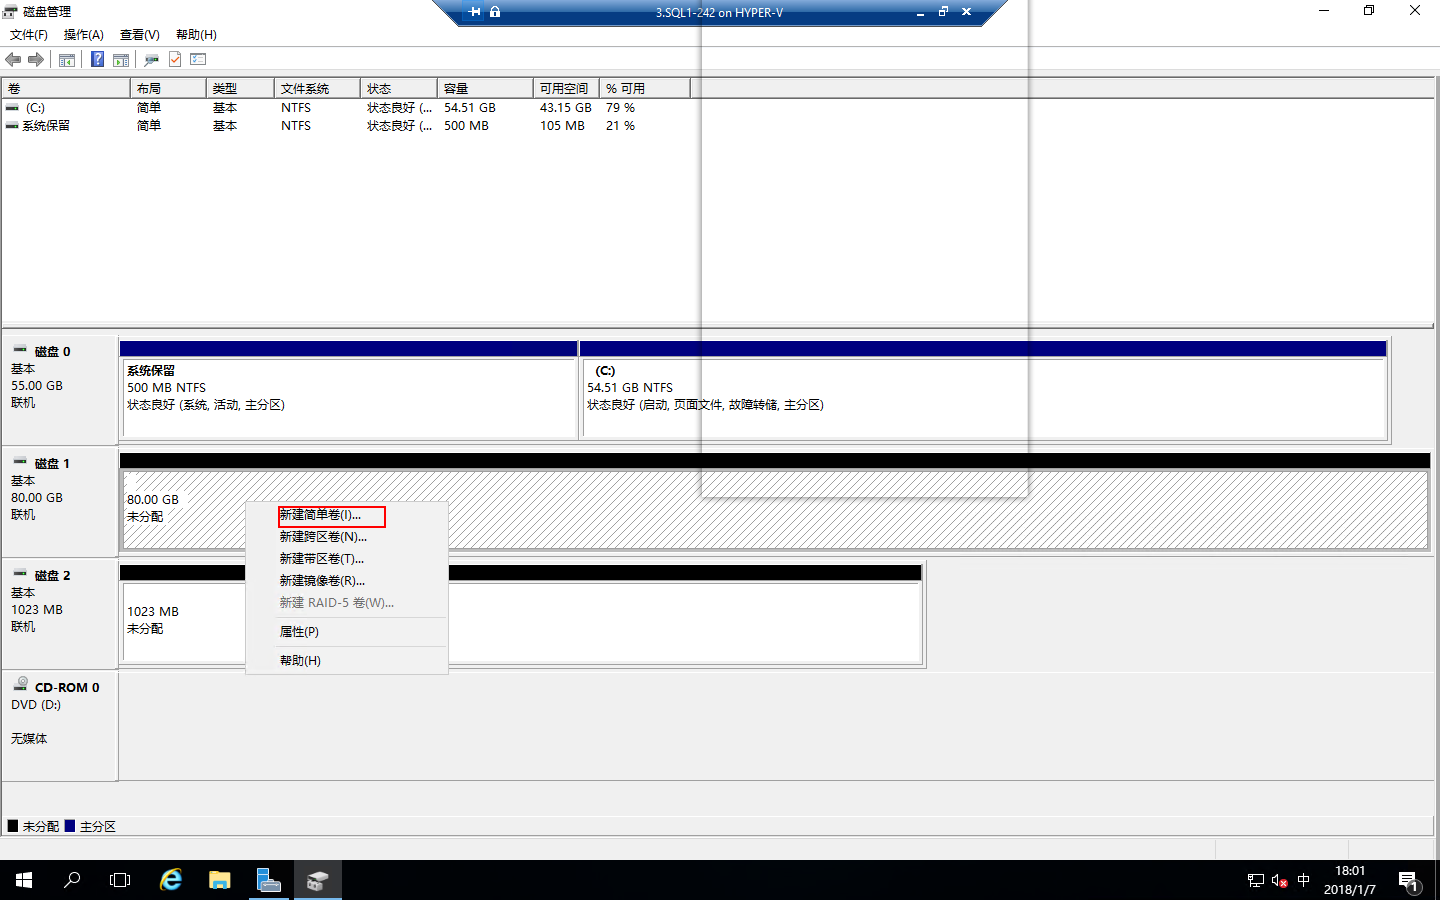 磁盘管理
3.SQL1-242 on HYPER-V
文件(F) 操作(A) 查看(V) 帮助(H)
卷 布局 类型 文件系统 状态 容量 可用空间 % 可用
(C:) 简单 基本 NTFS 状态良好 (... 54.51 GB 43.15 GB 79 %
系统保留 简单 基本 NTFS 状态良好 (... 500 MB 105 MB 21 %
磁盘 0
基本
55.00 GB
联机
系统保留
500 MB NTFS
状态良好 (系统, 活动, 主分区)
(C:)
54.51 GB NTFS
状态良好 (启动, 页面文件, 故障转储, 主分区)
磁盘 1
基本
80.00 GB
联机
80.00 GB
未分配
新建简单卷(I)...
新建跨区卷(N)...
新建带区卷(T)...
新建镜像卷(R)...
新建 RAID-5 卷(W)...
属性(P)
帮助(H)
磁盘 2
基本
1023 MB
联机
1023 MB
未分配
CD-ROM 0
DVD (D:)
无媒体
未分配 主分区
中
18:01
2018/1/7
1